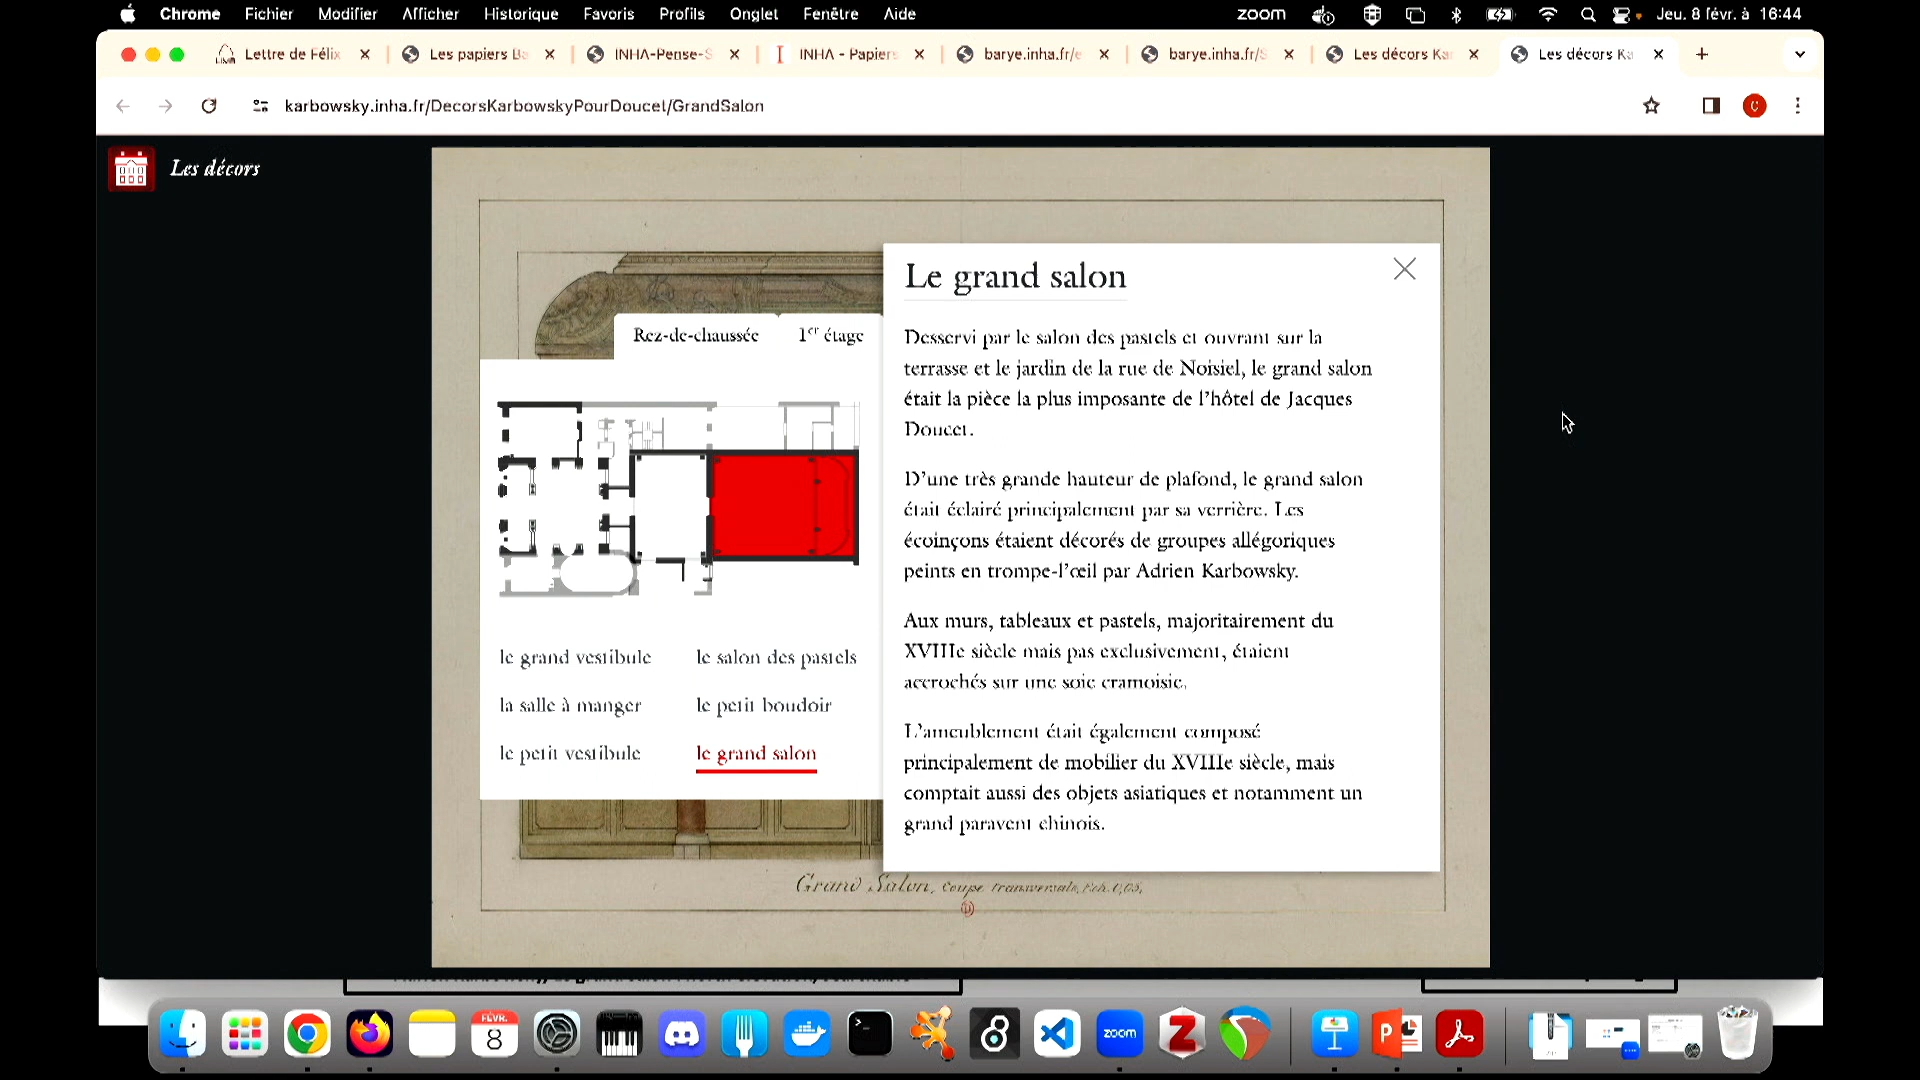 Chrome Fichier Modifier Afficher Historique Favoris Profils Onglet Fenêtre Aide zoom Jeu. 8 févr. à 16:44
Lettre de Félix Les papiers Ba INHA-Pense-S INHA - Papiers barye.inha.fr/e barye.inha.fr/S Les décors Kar Les décors Ka
karbowsky.inha.fr/DecorsKarbowskyPourDoucet/GrandSalon
C
Les décors
Le grand salon
Rez-de-chaussée 1er étage
Desservi par le salon des pastels et ouvrant sur la
terrasse et le jardin de la rue de Noisiel, le grand salon
était la pièce la plus imposante de l'hôtel de Jacques
Doucet.
D'une très grande hauteur de plafond, le grand salon
était éclairé principalement par sa verrière. Les
écoinçons étaient décorés de groupes allégoriques
peints en trompe-l'œil par Adrien Karbowsky.
Aux murs, tableaux et pastels, majoritairement du
XVIIIe siècle mais pas exclusivement, étaient
accrochés sur une soie cramoisie.
L'ameublement était également composé
principalement de mobilier du XVIIIe siècle, mais
comptait aussi des objets asiatiques et notamment un
grand paravent chinois.
le grand vestibule le salon des pastels
la salle à manger le petit boudoir
le petit vestibule le grand salon
Grand Salon, coupe transversale,
FÉVR.
8
zoom